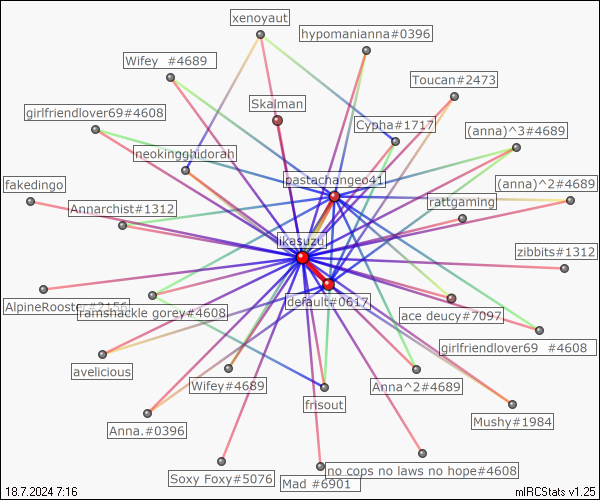 xenoyaut
hypomanianna#0396
Wifey  #4689
Toucan#2473
Skalman
girlfriendlover69#4608
Cypha#1717
(anna)^3#4689
neokingghidorah
pastachangeo41
fakedingo
(anna)^2#4689
rattgaming
Annarchist#1312
ikasuzu
zibbits#1312
default#0617
AlpineRooster#3156
ramshackle gorey#4608
ace deucy#7097
girlfriendlover69  #4608
avelicious
Wifey#4689
Anna^2#4689
frisout
Mushy#1984
Anna.#0396
no cops no laws no hope#4608
Soxy Foxy#5076
Mad #6901
18.7.2024 7:16
mIRCStats v1.25